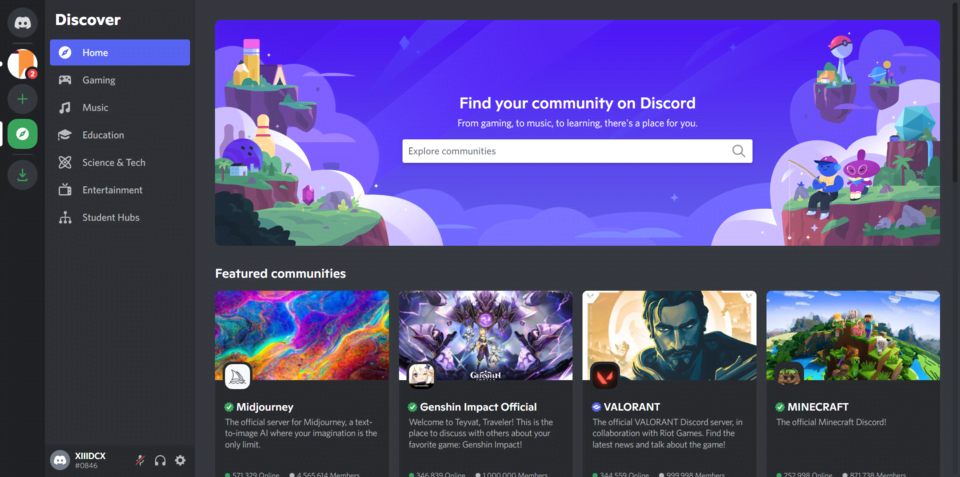 Discover
2
Home
Gaming
Music
Education
Science & Tech
Entertainment
Student Hubs
XIIIDCX
#0846
Find your community on Discord
From gaming, to music, to learning, there's a place for you.
Explore communities
Featured communities
GENSHIN
Midjourney
The official server for Midjourney, a text-
to-image AI where your imagination is the
only limit.
571,329 Online 4,565,614 Members
Genshin Impact Official
Welcome to Teyvat, Traveler! This is the
place to discuss with others about your
favorite game: Genshin Impact!
346,839 Online 1,000,000 Members
VALORANT
The official VALORANT Discord server, in
collaboration with Riot Games. Find the
latest news and talk about the game!
344,559 Online 999,998 Members
MINECRAFT
The official Minecraft Discord!
252,998 Online 871,738 Members